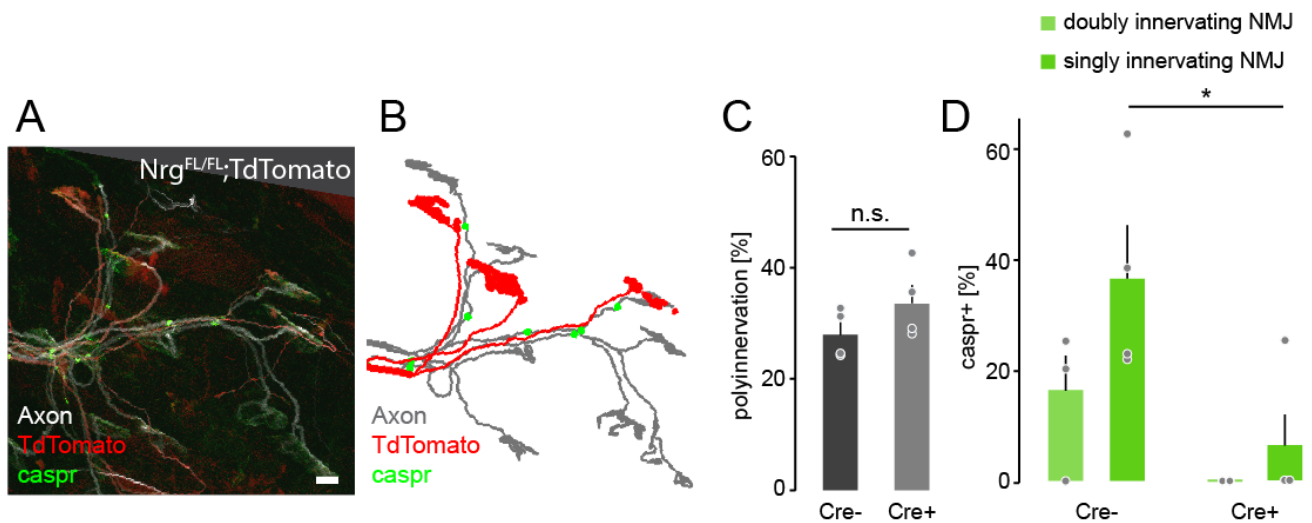 doubly innervating NMJ
singly innervating NMJ
A
Nrg^FL/FL;TdTomato
Axon
TdTomato
caspr
B
Axon
TdTomato
caspr
C
polyinnervation [%]
60
40
20
0
n.s.
Cre-
Cre+
D
caspr+ [%]
60
40
20
0
*
Cre-
Cre+